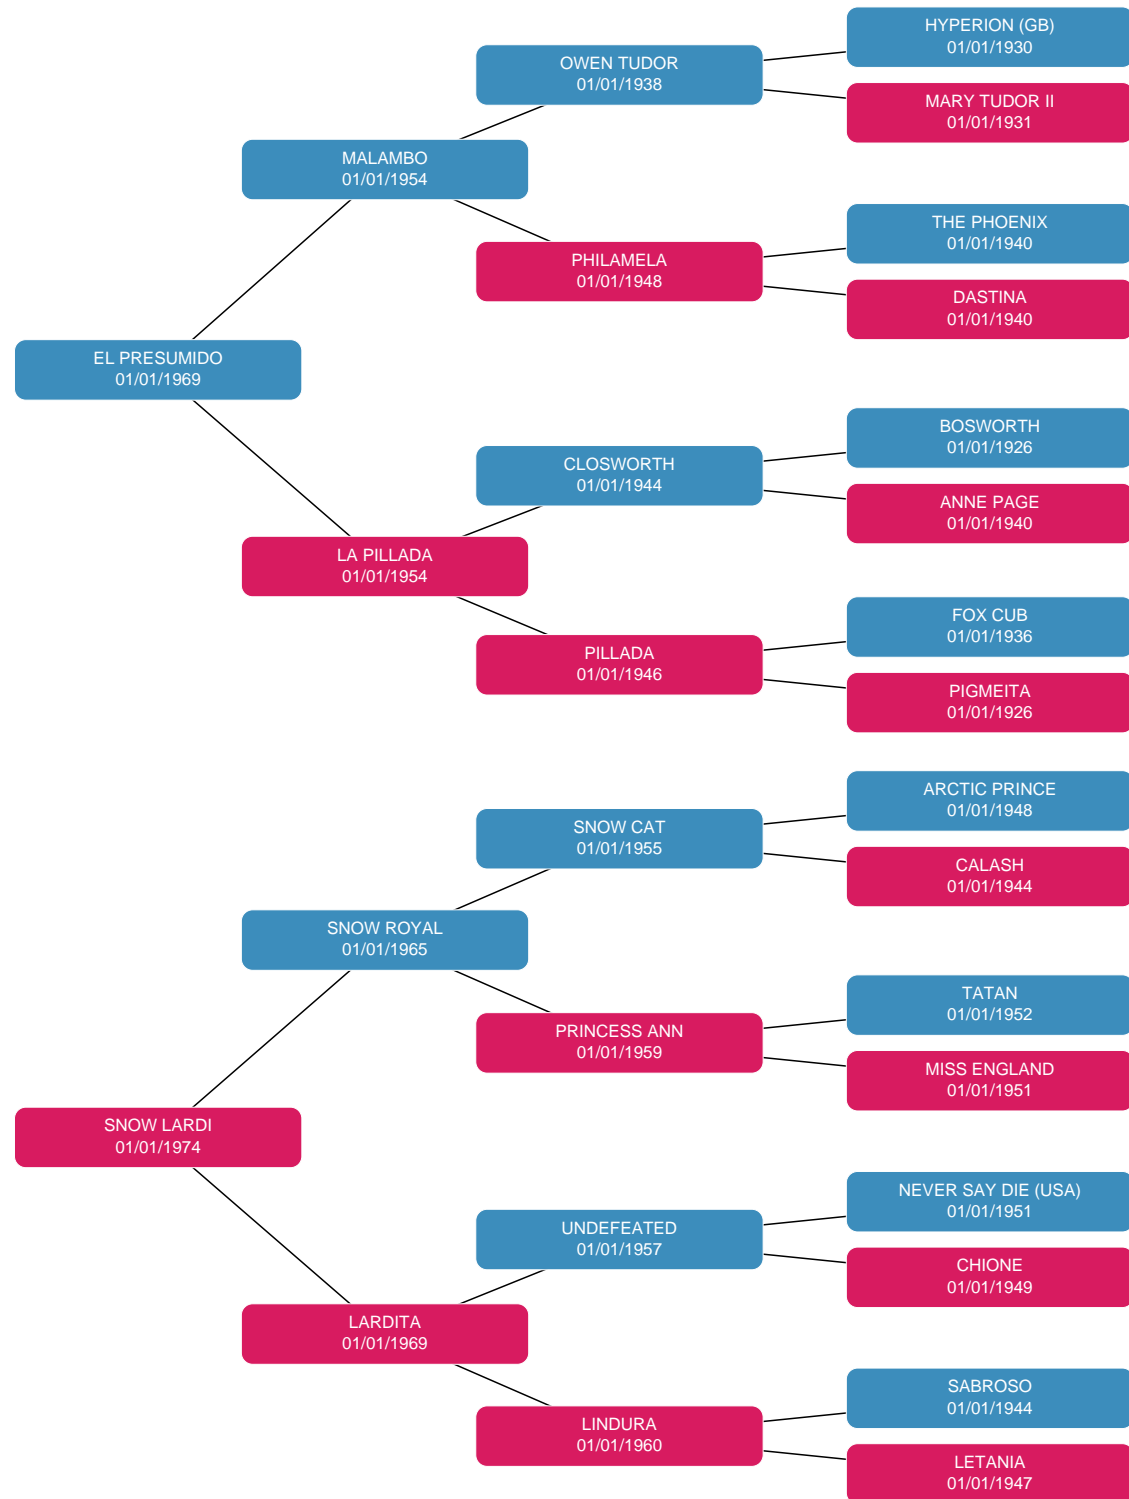 HYPERION (GB)
01/01/1930
OWEN TUDOR
01/01/1938
MARY TUDOR II
01/01/1931
MALAMBO
01/01/1954
THE PHOENIX
01/01/1940
PHILAMELA
01/01/1948
DASTINA
01/01/1940
EL PRESUMIDO
01/01/1969
BOSWORTH
01/01/1926
CLOSWORTH
01/01/1944
ANNE PAGE
01/01/1940
LA PILLADA
01/01/1954
FOX CUB
01/01/1936
PILLADA
01/01/1946
PIGMEITA
01/01/1926
ARCTIC PRINCE
01/01/1948
SNOW CAT
01/01/1955
CALASH
01/01/1944
SNOW ROYAL
01/01/1965
TATAN
01/01/1952
PRINCESS ANN
01/01/1959
MISS ENGLAND
01/01/1951
SNOW LARDI
01/01/1974
NEVER SAY DIE (USA)
01/01/1951
UNDEFEATED
01/01/1957
CHIONE
01/01/1949
LARDITA
01/01/1969
SABROSO
01/01/1944
LINDURA
01/01/1960
LETANIA
01/01/1947